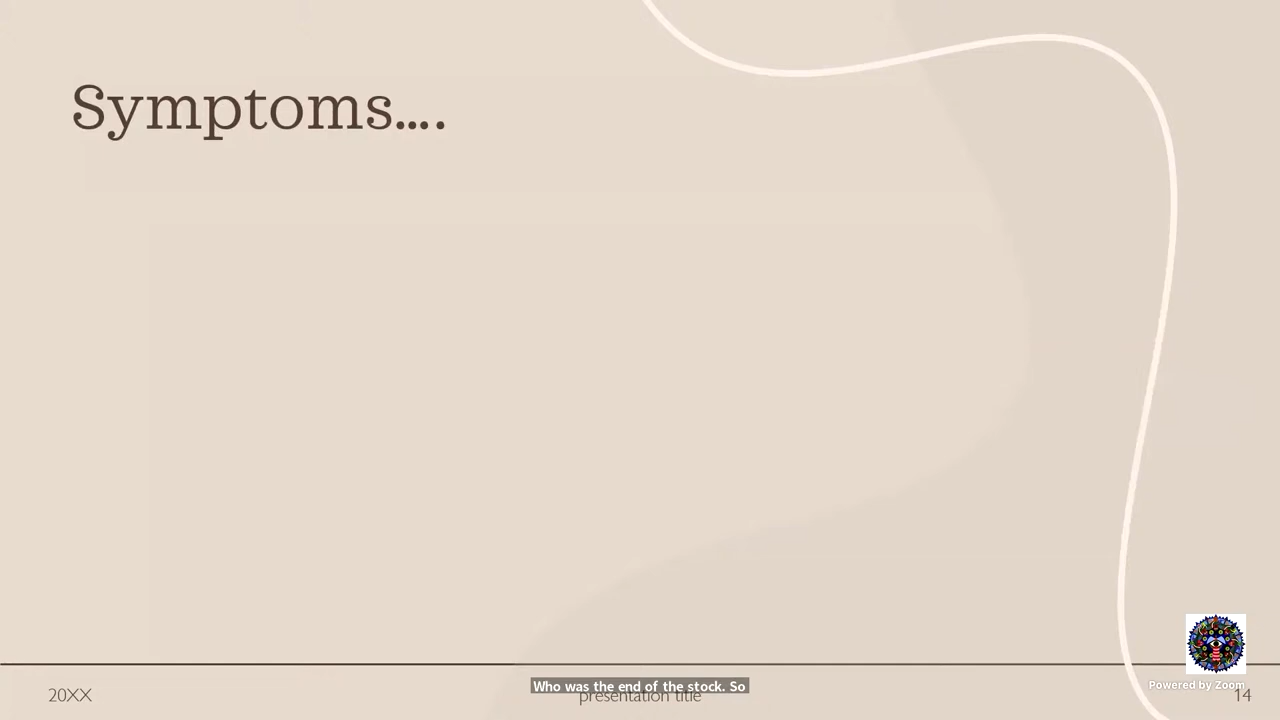 Symptoms....
Who was the end of the stock. So
20XX
presentation title
Powered by Zoom
14